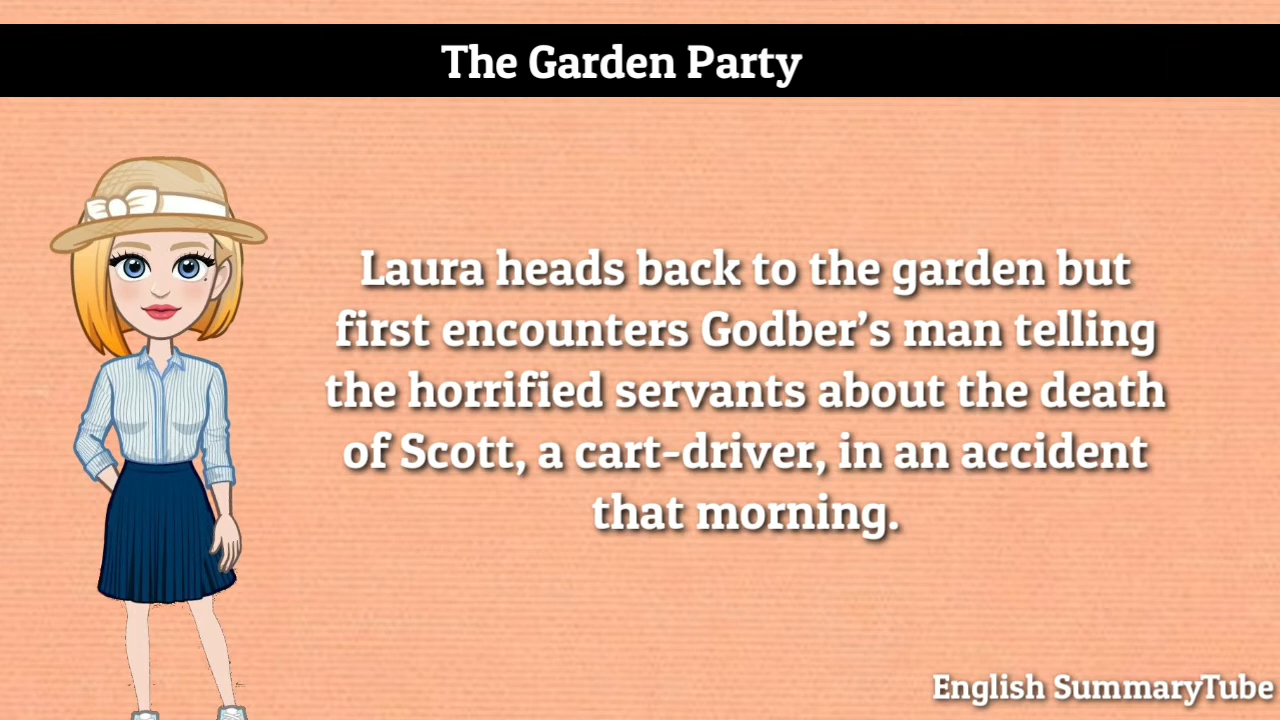 The Garden Party
Laura heads back to the garden but
first encounters Godber’s man telling
the horrified servants about the death
of Scott, a cart-driver, in an accident
that morning.
English SummaryTube